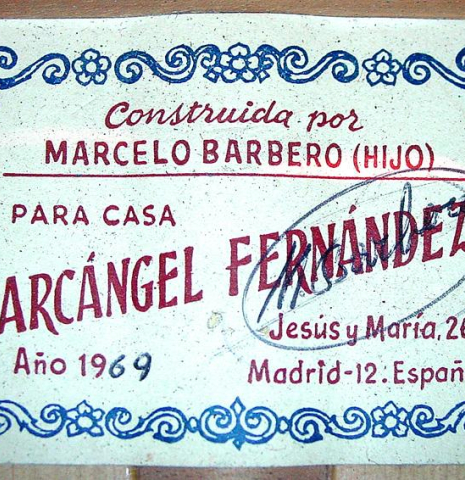 Construida por
MARCELO BARBERO (HIJO)
PARA CASA
ARCÁNGEL FERNÁNDEZ
Jesús y María, 26
Año 1969
Madrid-12. España